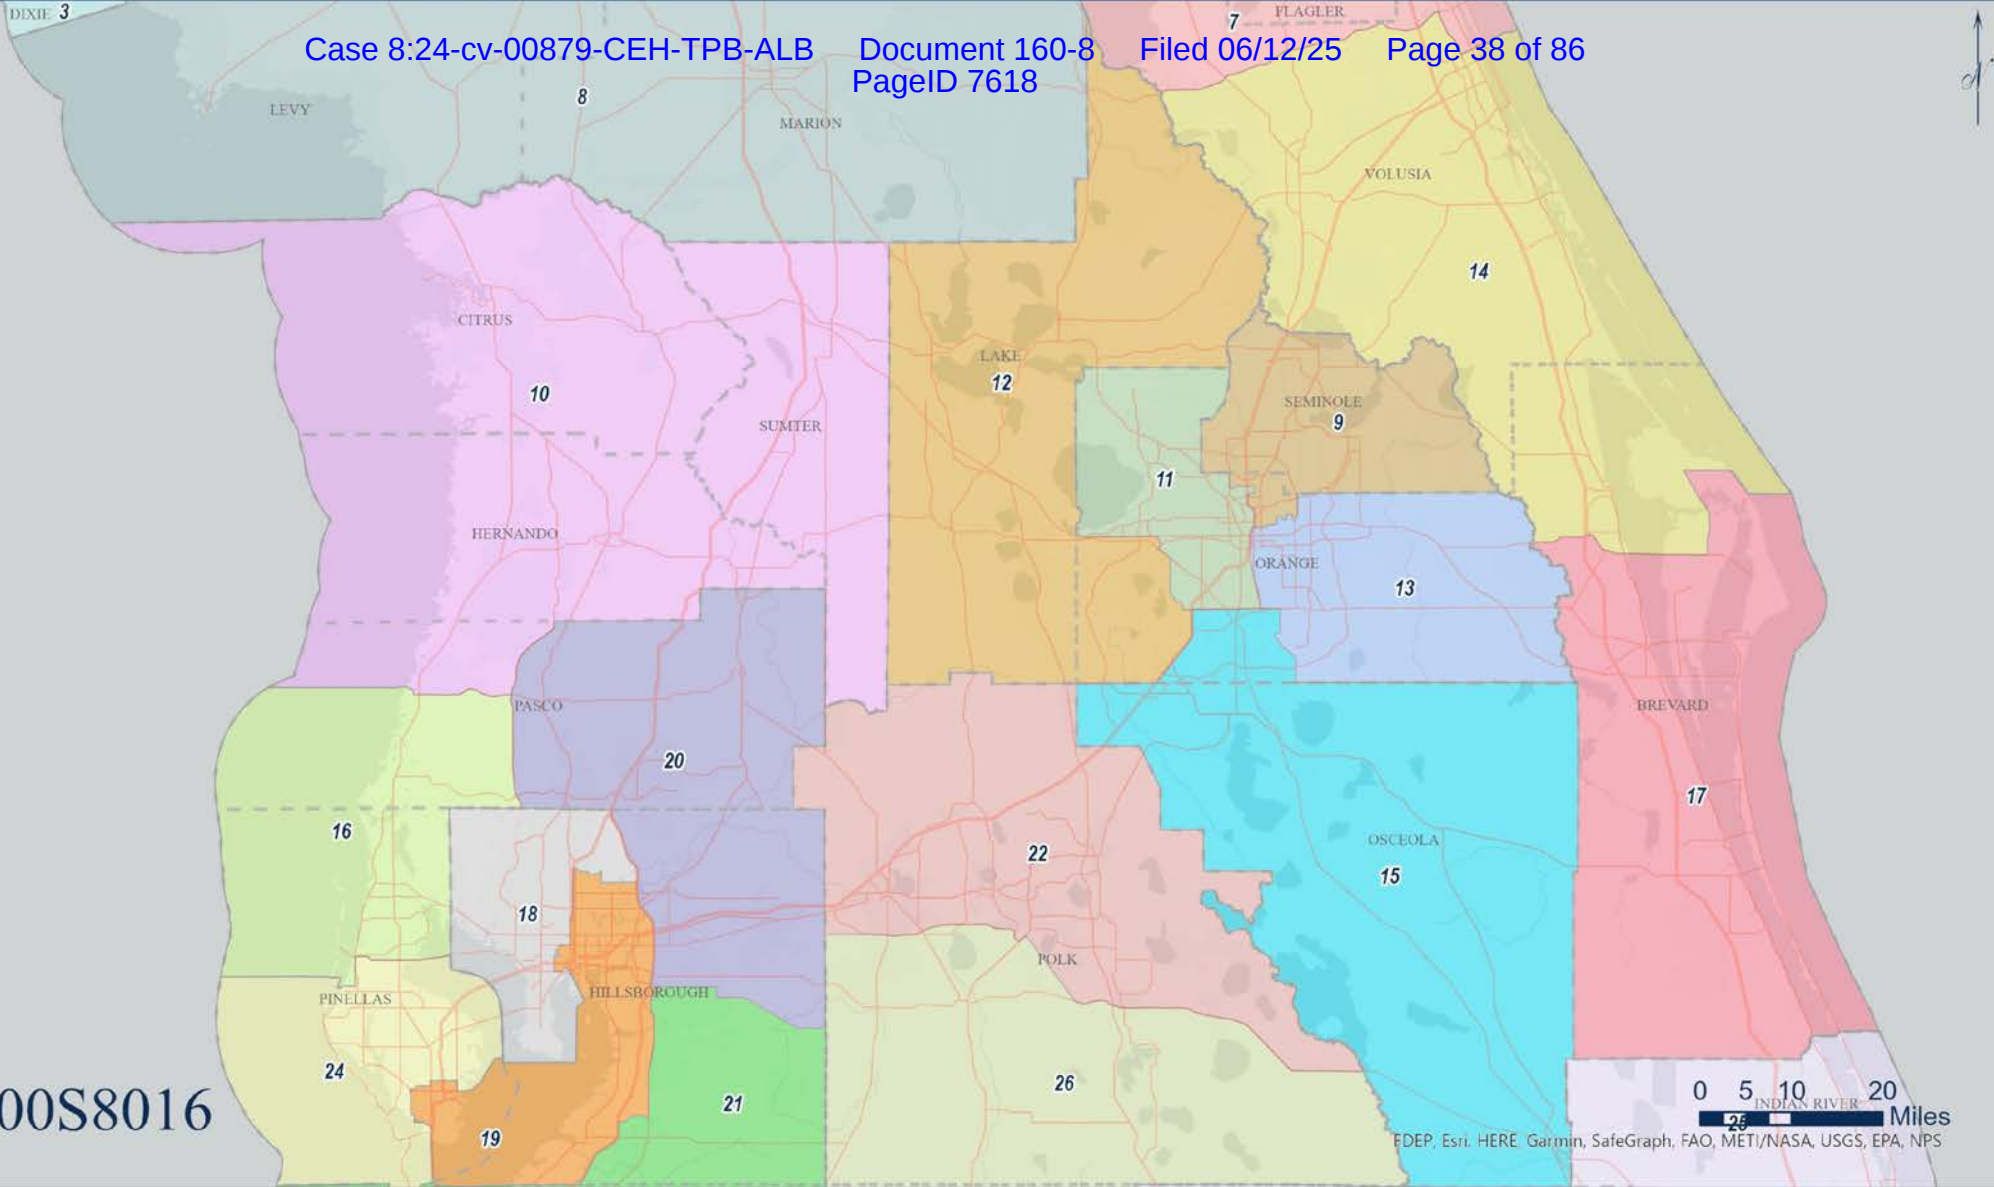 DIXIE 3
7 FLAGLER
Case 8:24-cv-00879-CEH-TPB-ALB Document 160-8 Filed 06/12/25 Page 38 of 86
PageID 7618
N
8
LEVY
MARION
VOLUSIA
14
CITRUS
LAKE
12
10
SEMINOLE
9
SUMTER
11
HERNANDO
ORANGE
13
PASCO
BREVARD
20
17
16
OSCEOLA
22
15
18
POLK
HILLSBOROUGH
PINELLAS
24
26
00S8016
21
19
0 5 10 20
INDIAN RIVER
Miles
25
FDEP, Esri, HERE, Garmin, SafeGraph, FAO, METI/NASA, USGS, EPA, NPS